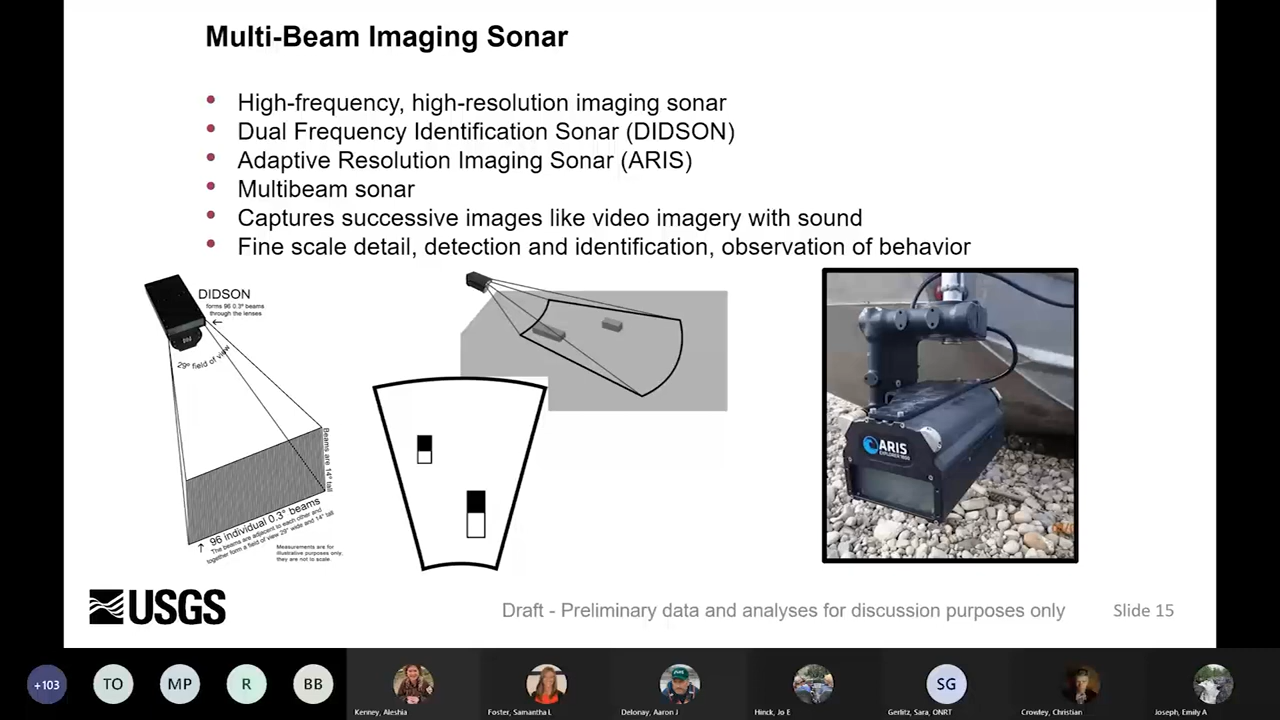 Multi-Beam Imaging Sonar
• High-frequency, high-resolution imaging sonar
• Dual Frequency Identification Sonar (DIDSON)
• Adaptive Resolution Imaging Sonar (ARIS)
• Multibeam sonar
• Captures successive images like video imagery with sound
• Fine scale detail, detection and identification, observation of behavior
DIDSON
forms 96 0.3° beams
through the lenses
29° field of view
Beams are 14° tall
96 individual 0.3° beams
The beams are adjacent to each other and
together form a field of view 29° wide and 14° tall
Measurements are for
illustrative purposes only,
they are not to scale.
ARIS
EXPLORER
USGS
Draft - Preliminary data and analyses for discussion purposes only
Slide 15
+103
TO
MP
R
BB
SG
Kenney, Aleshia
Foster, Samantha L
Delonay, Aaron J
Hinck, Jo E
Gerlitz, Sara, ONRT
Crowley, Christian
Joseph, Emily A